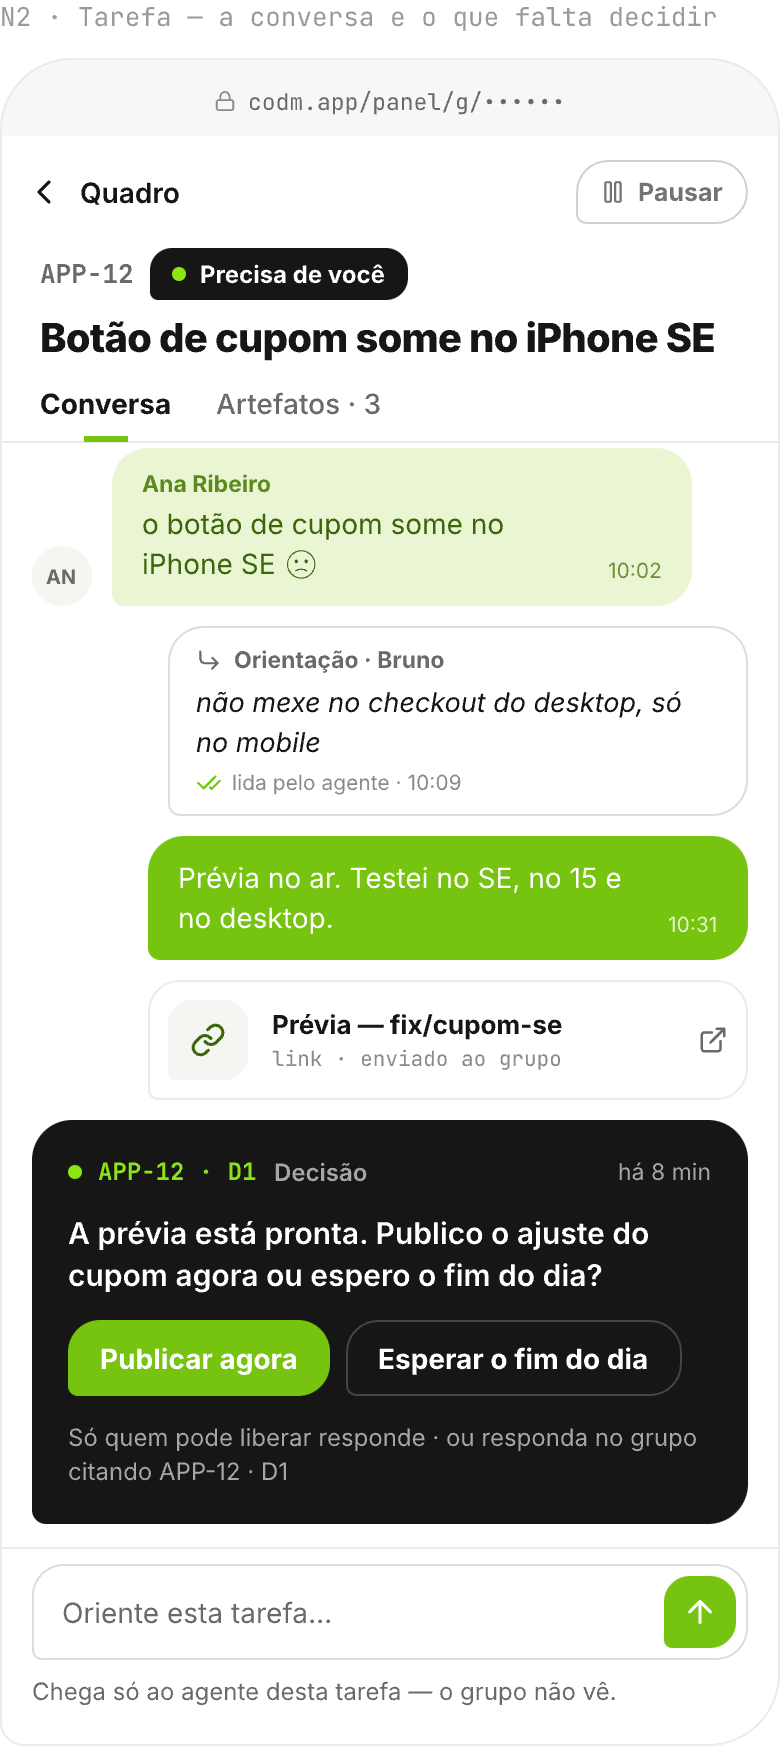 N2 · Tarefa — a conversa e o que falta decidir
codm.app/panel/g/••••••
Quadro
Pausar
APP-12
Precisa de você
Botão de cupom some no iPhone SE
Conversa
Artefatos · 3
Ana Ribeiro
o botão de cupom some no
iPhone SE 🙁
10:02
AN
Orientação · Bruno
não mexe no checkout do desktop, só
no mobile
lida pelo agente · 10:09
Prévia no ar. Testei no SE, no 15 e
no desktop.
10:31
Prévia — fix/cupom-se
link · enviado ao grupo
APP-12 · D1 Decisão
há 8 min
A prévia está pronta. Publico o ajuste do
cupom agora ou espero o fim do dia?
Publicar agora
Esperar o fim do dia
Só quem pode liberar responde · ou responda no grupo
citando APP-12 · D1
Oriente esta tarefa...
Chega só ao agente desta tarefa — o grupo não vê.